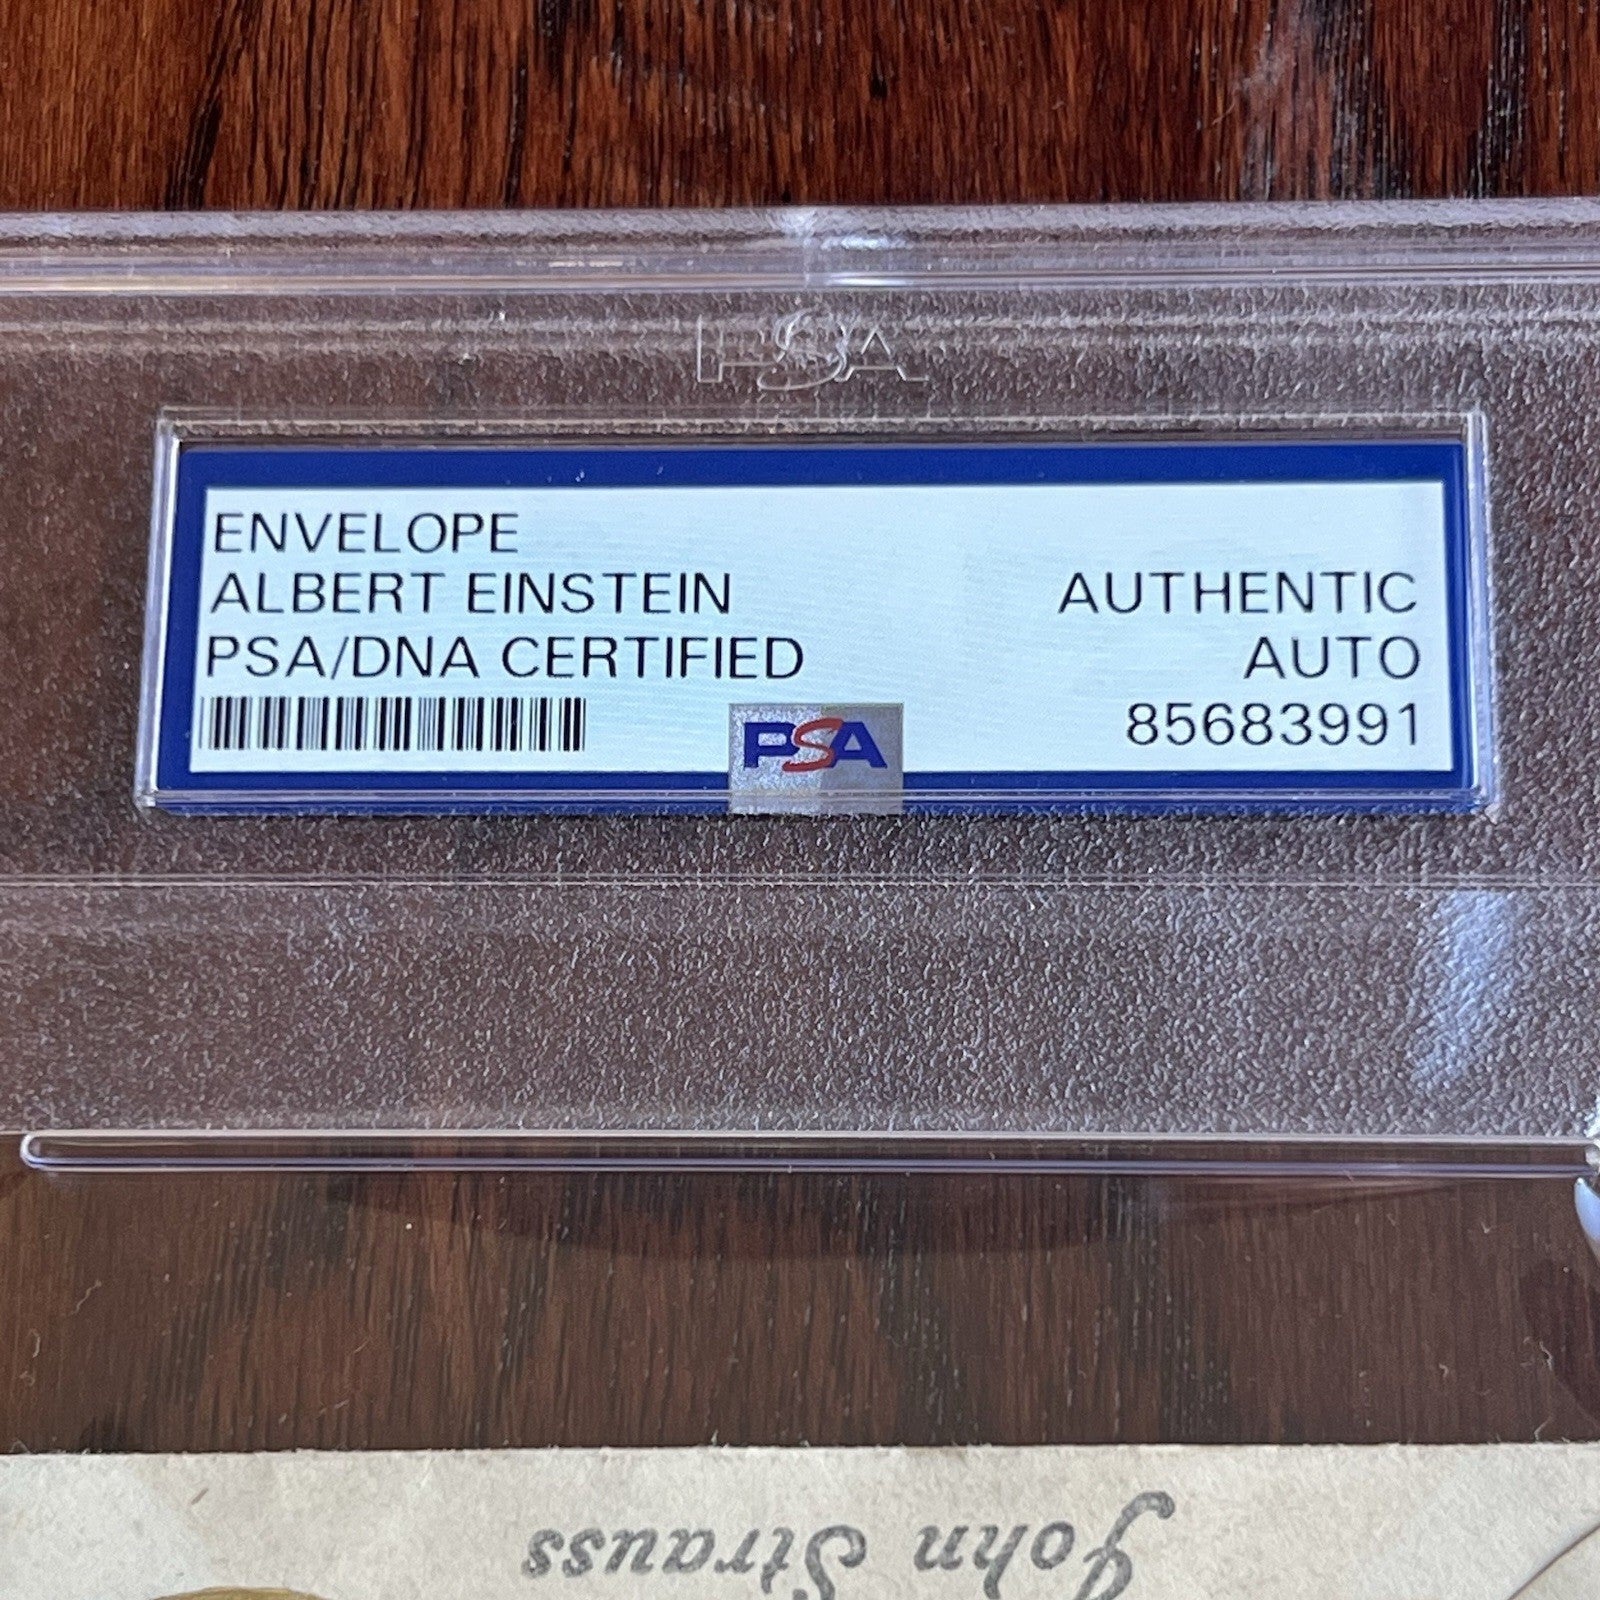 PSA
ENVELOPE
ALBERT EINSTEIN
PSA/DNA CERTIFIED
AUTHENTIC
AUTO
85683991
PSA
John Strauss